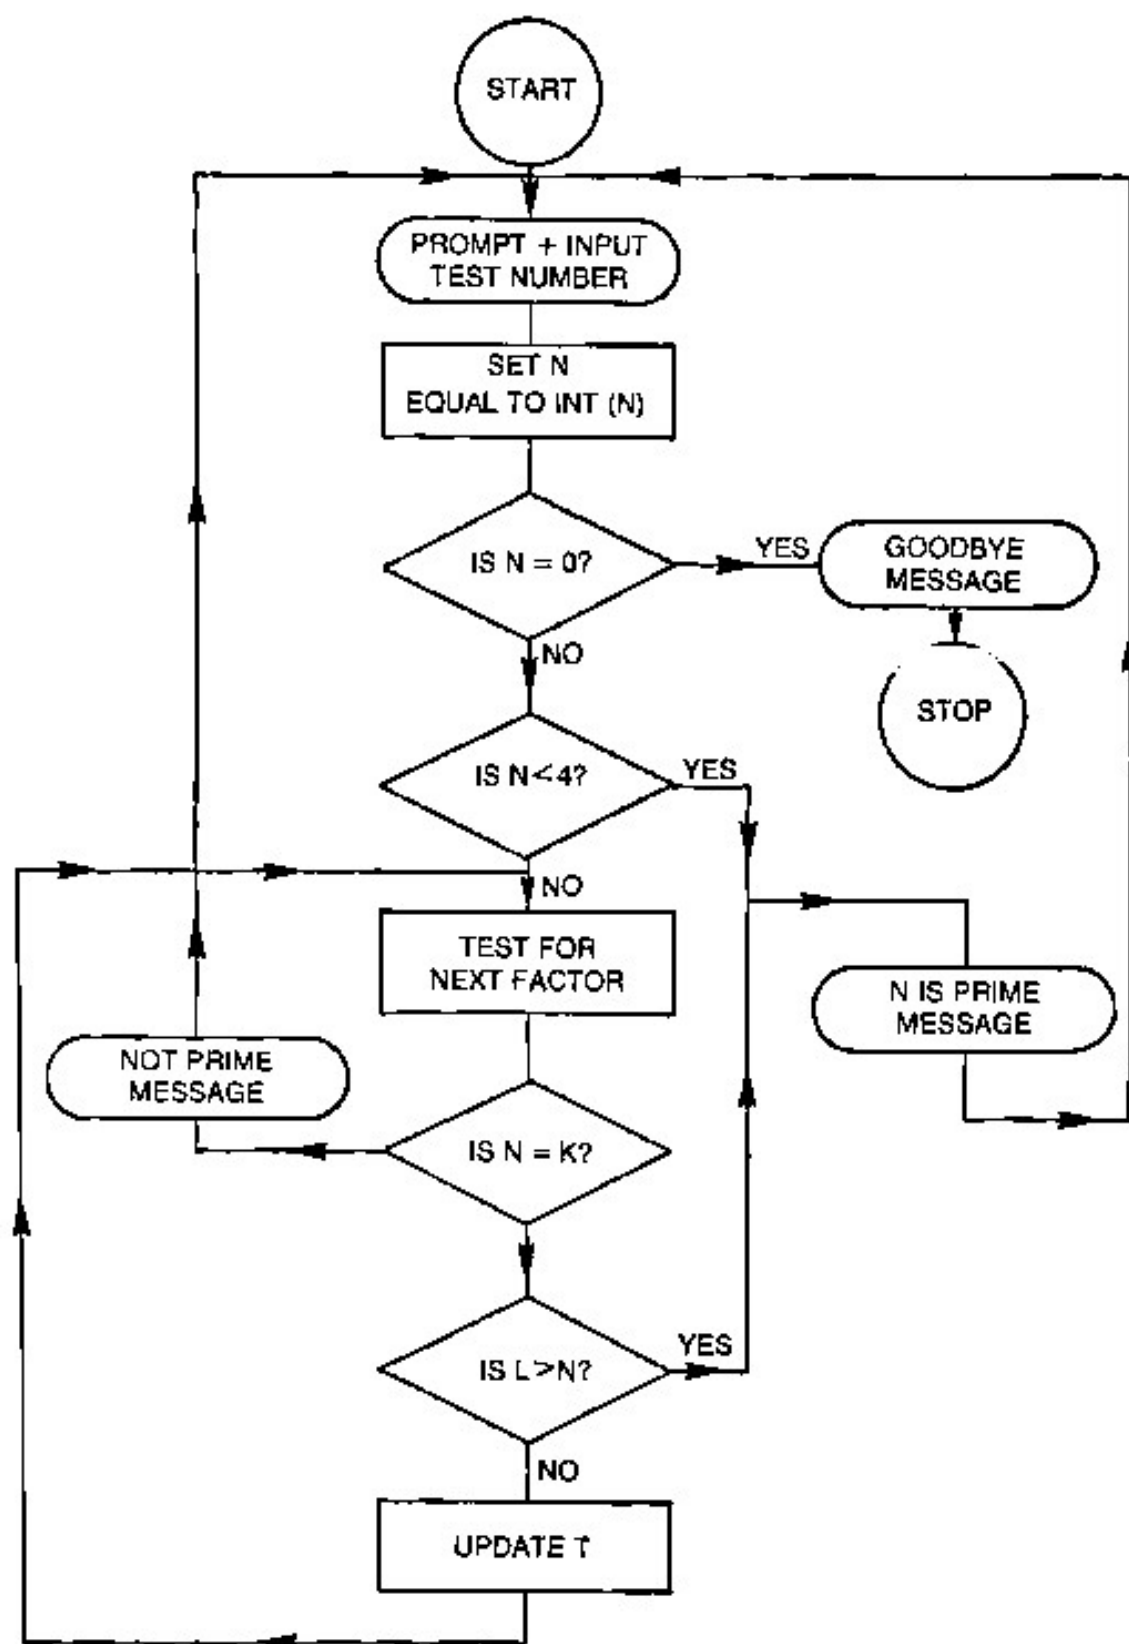 START
PROMPT + INPUT
TEST NUMBER
SET N
EQUAL TO INT (N)
IS N = 0?
YES
GOODBYE
MESSAGE
NO
STOP
IS N<4?
YES
NO
TEST FOR
NEXT FACTOR
N IS PRIME
MESSAGE
NOT PRIME
MESSAGE
IS N = K?
IS L>N?
YES
NO
UPDATE T